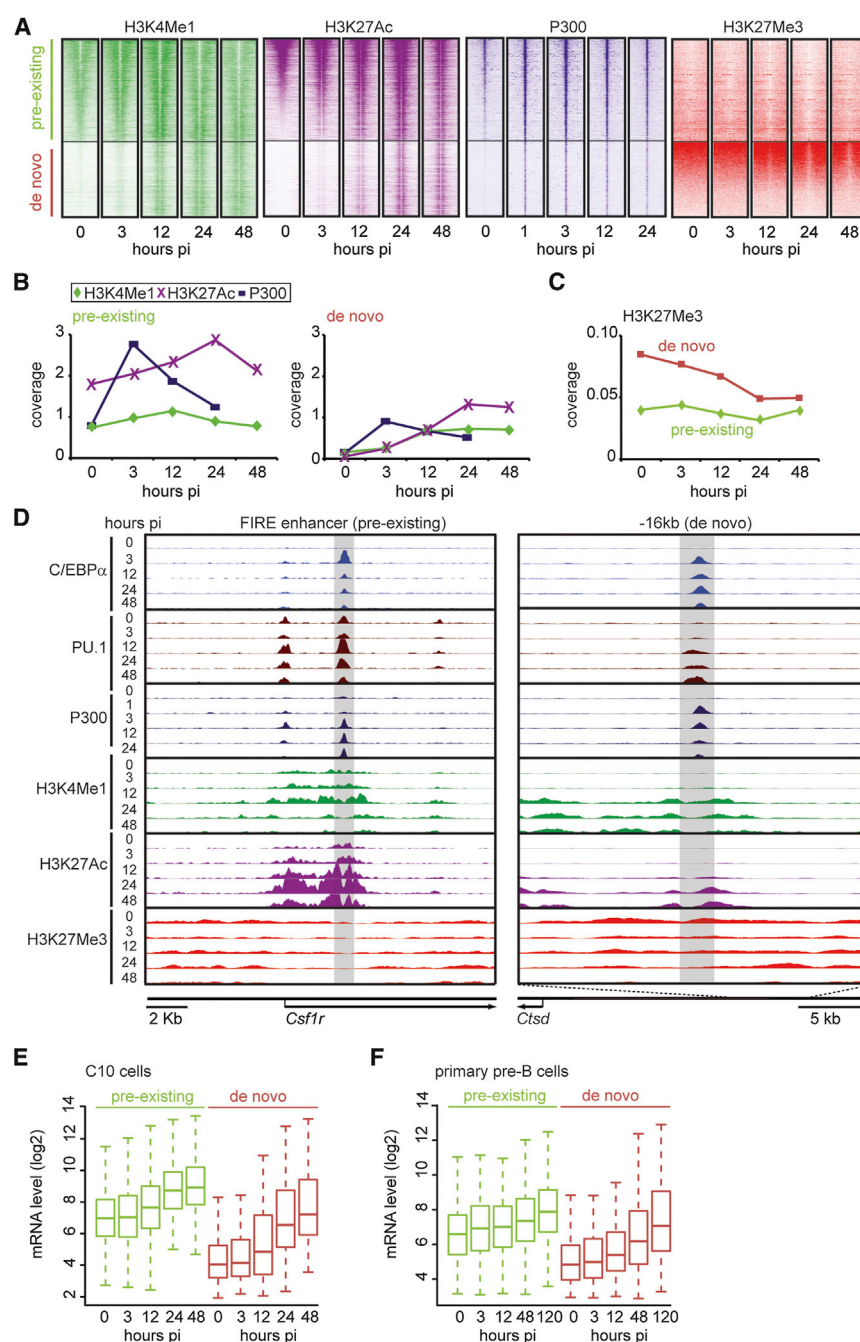 A
H3K4Me1 H3K27Ac P300 H3K27Me3
pre-existing
de novo
0 3 12 24 48 0 3 12 24 48 0 1 3 12 24 0 3 12 24 48
hours pi hours pi hours pi hours pi
B
H3K4Me1 H3K27Ac P300
pre-existing de novo
coverage
3
2
1
0
0 3 12 24 48
hours pi
coverage
3
2
1
0
0 3 12 24 48
hours pi
C
H3K27Me3
coverage
0.10
0.05
0
de novo
pre-existing
0 3 12 24 48
hours pi
D
hours pi FIRE enhancer (pre-existing) -16kb (de novo)
C/EBPα
0
3
12
24
48
PU.1
0
3
12
24
48
P300
0
1
3
12
24
H3K4Me1
0
3
12
24
48
H3K27Ac
0
3
12
24
48
H3K27Me3
0
3
12
24
48
2 Kb Csf1r Ctsd 5 kb
E
C10 cells
pre-existing de novo
mRNA level (log2)
14
12
10
8
6
4
2
0 3 12 24 48 0 3 12 24 48
hours pi hours pi
F
primary pre-B cells
pre-existing de novo
mRNA level (log2)
14
12
10
8
6
4
0 3 12 48 120 0 3 12 48 120
hours pi hours pi